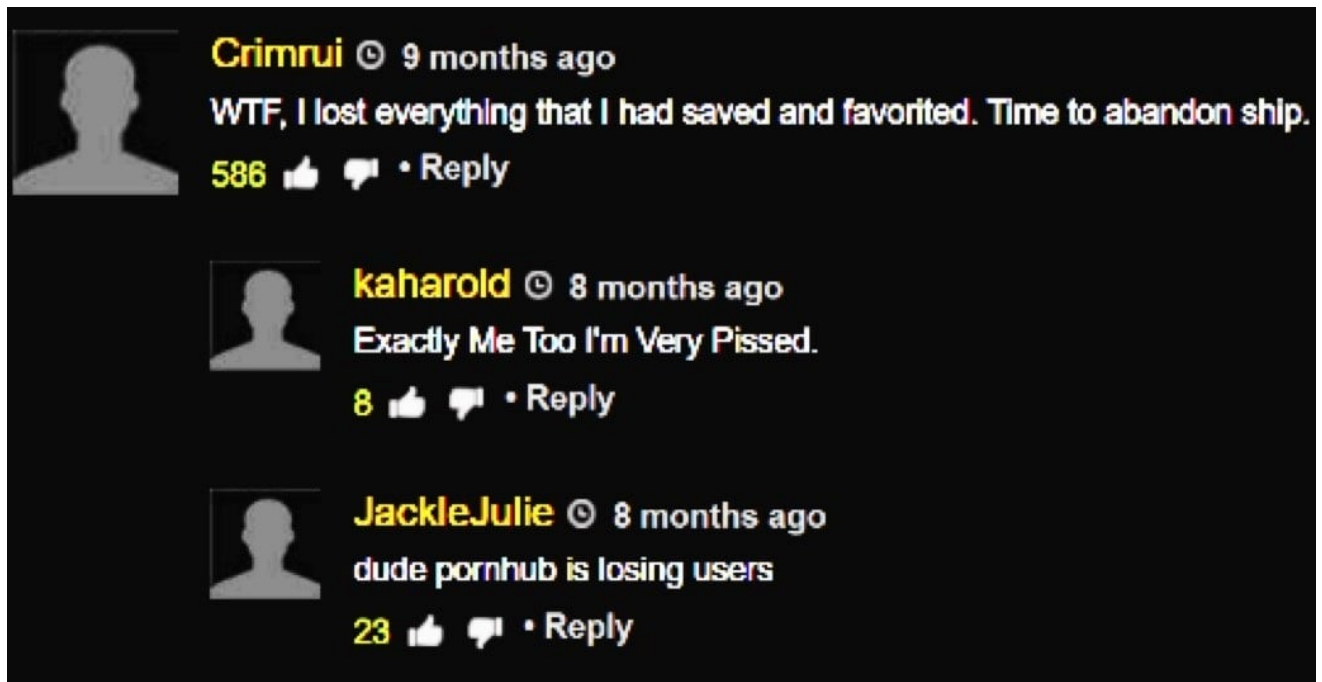 Crimrui 9 months ago
WTF, I lost everything that I had saved and favorited. Time to abandon ship.
586 • Reply
kaharold 8 months ago
Exactly Me Too I'm Very Pissed.
8 • Reply
JackleJulie 8 months ago
dude pornhub is losing users
23 • Reply